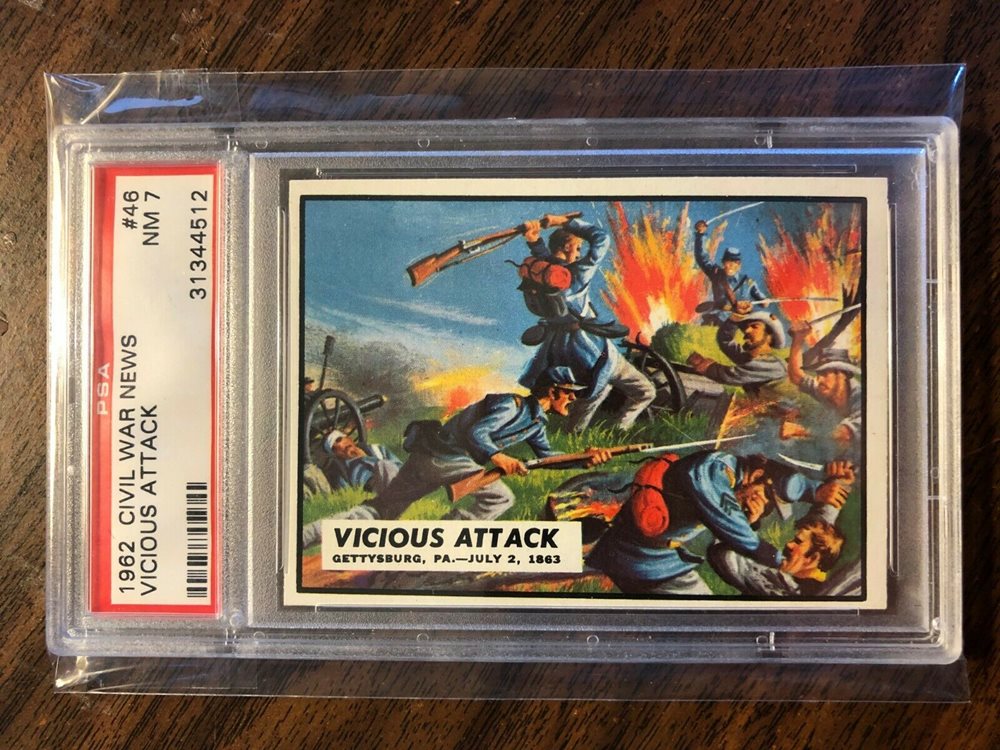 PSA
1962 CIVIL WAR NEWS #46
VICIOUS ATTACK NM 7
31344512
VICIOUS ATTACK
GETTYSBURG, PA.—JULY 2, 1863